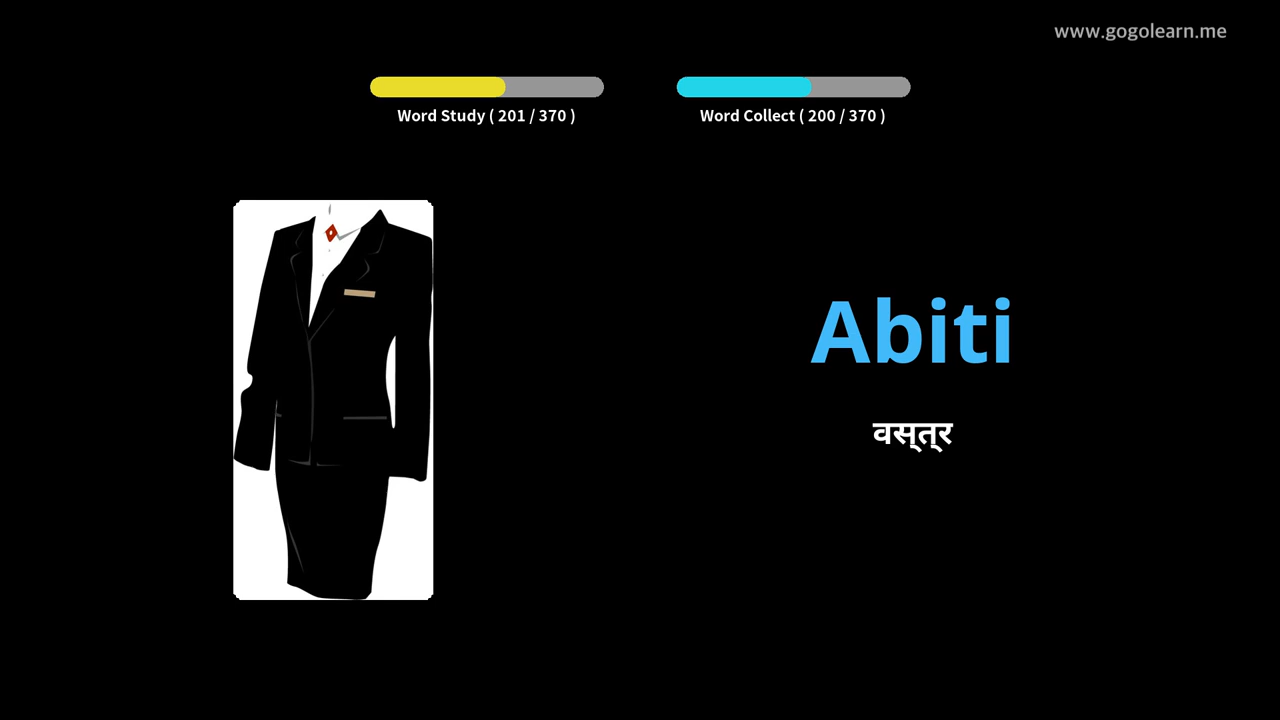 www.gogolearn.me
Word Study ( 201 / 370 )
Word Collect ( 200 / 370 )
Abiti
वस्त्र